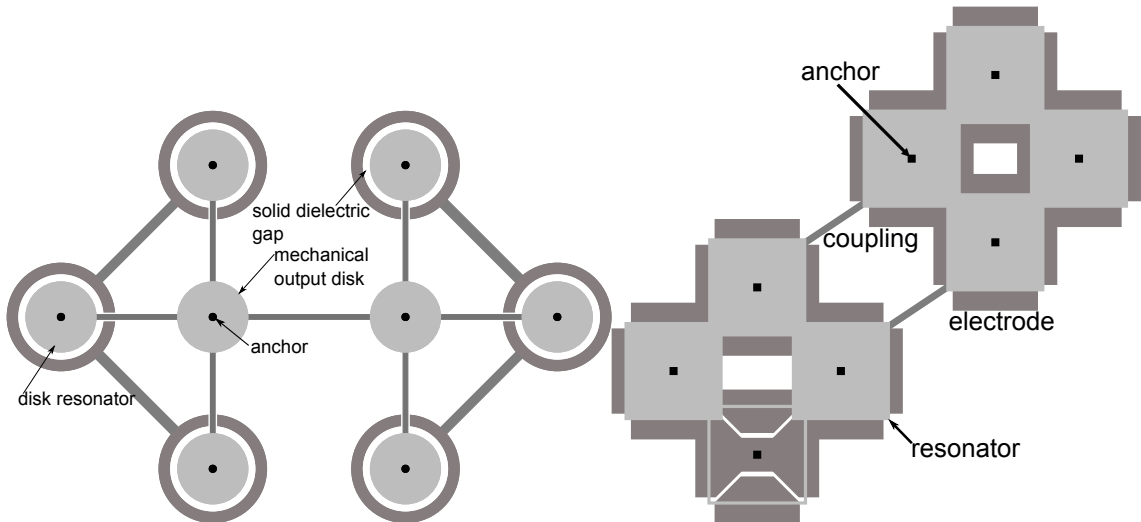 anchor
solid dielectric
gap
mechanical
output disk
coupling
electrode
anchor
disk resonator
resonator